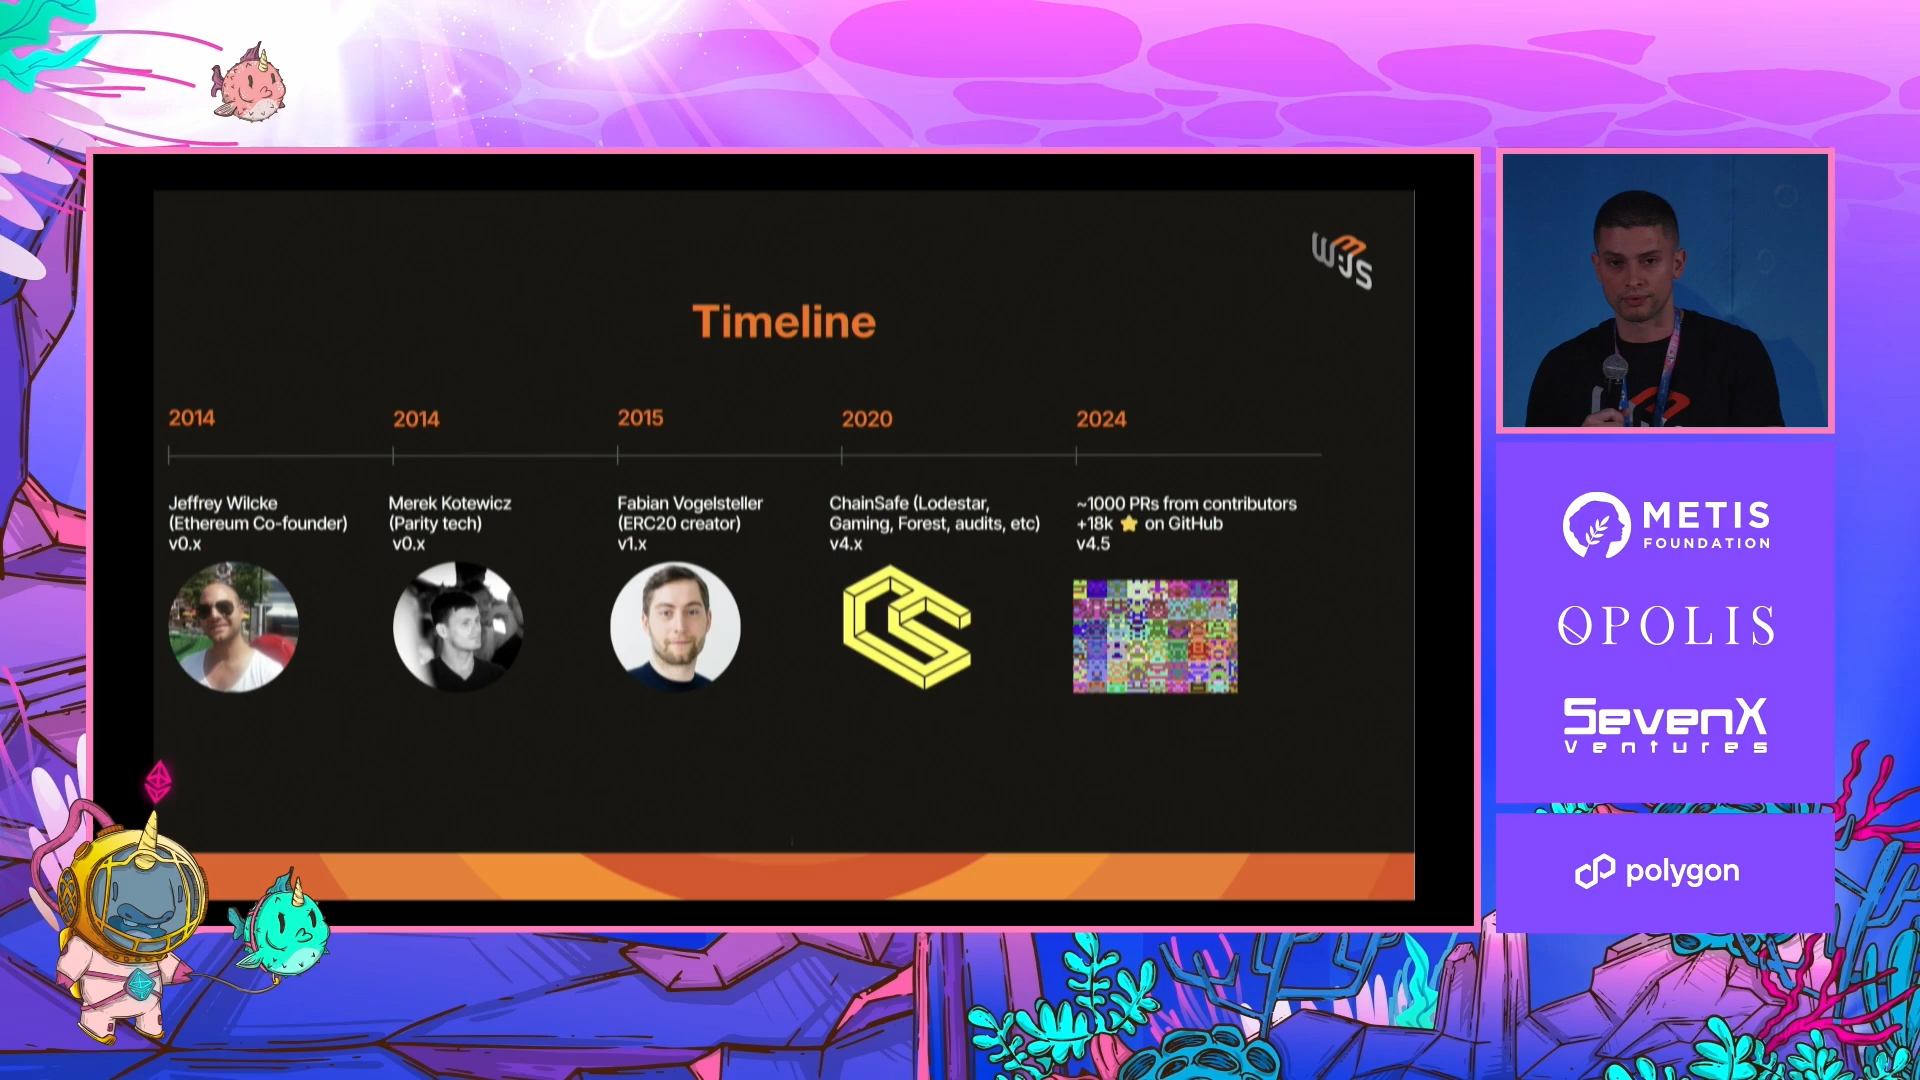 W3JS
Timeline
2014
2014
2015
2020
2024
Jeffrey Wilcke
(Ethereum Co-founder)
v0.x
Merek Kotewicz
(Parity tech)
v0.x
Fabian Vogelsteller
(ERC20 creator)
v1.x
ChainSafe (Lodestar,
Gaming, Forest, audits, etc)
v4.x
~1000 PRs from contributors
+18k ⭐ on GitHub
v4.5
METIS
FOUNDATION
OPOLIS
SevenX
Ventures
polygon